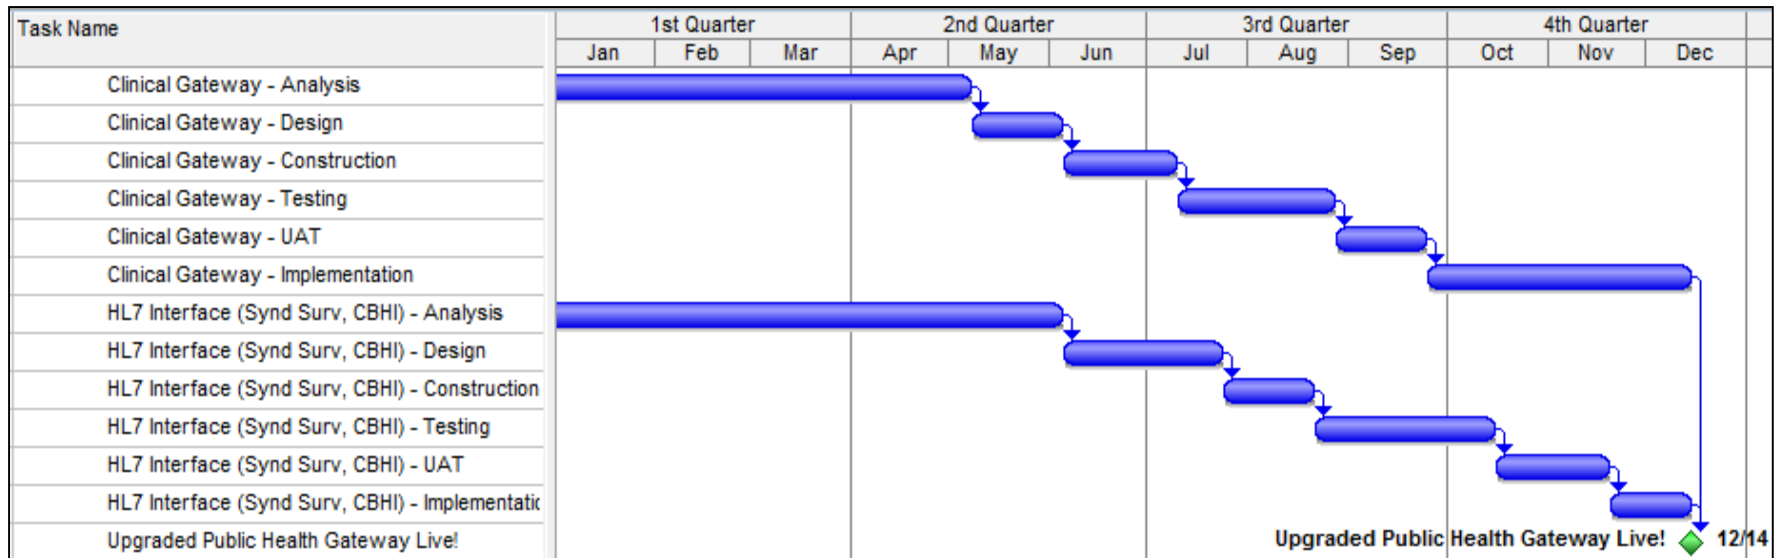 Task Name
1st Quarter 2nd Quarter 3rd Quarter 4th Quarter
Jan Feb Mar Apr May Jun Jul Aug Sep Oct Nov Dec
Clinical Gateway - Analysis
Clinical Gateway - Design
Clinical Gateway - Construction
Clinical Gateway - Testing
Clinical Gateway - UAT
Clinical Gateway - Implementation
HL7 Interface (Synd Surv, CBHI) - Analysis
HL7 Interface (Synd Surv, CBHI) - Design
HL7 Interface (Synd Surv, CBHI) - Construction
HL7 Interface (Synd Surv, CBHI) - Testing
HL7 Interface (Synd Surv, CBHI) - UAT
HL7 Interface (Synd Surv, CBHI) - Implementatic
Upgraded Public Health Gateway Live! Upgraded Public Health Gateway Live! 12/14